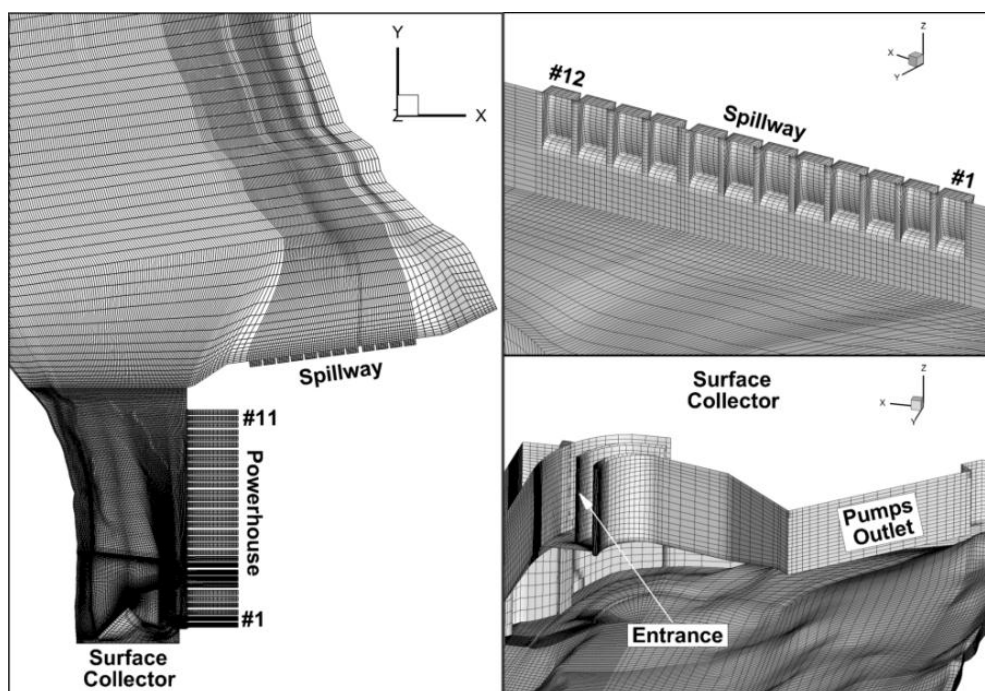 Y
Z
X
Spillway
#11
Powerhouse
#1
Surface
Collector
Z
X
Y
#12
Spillway
#1
Surface
Collector
Z
X
Y
Pumps
Outlet
Entrance